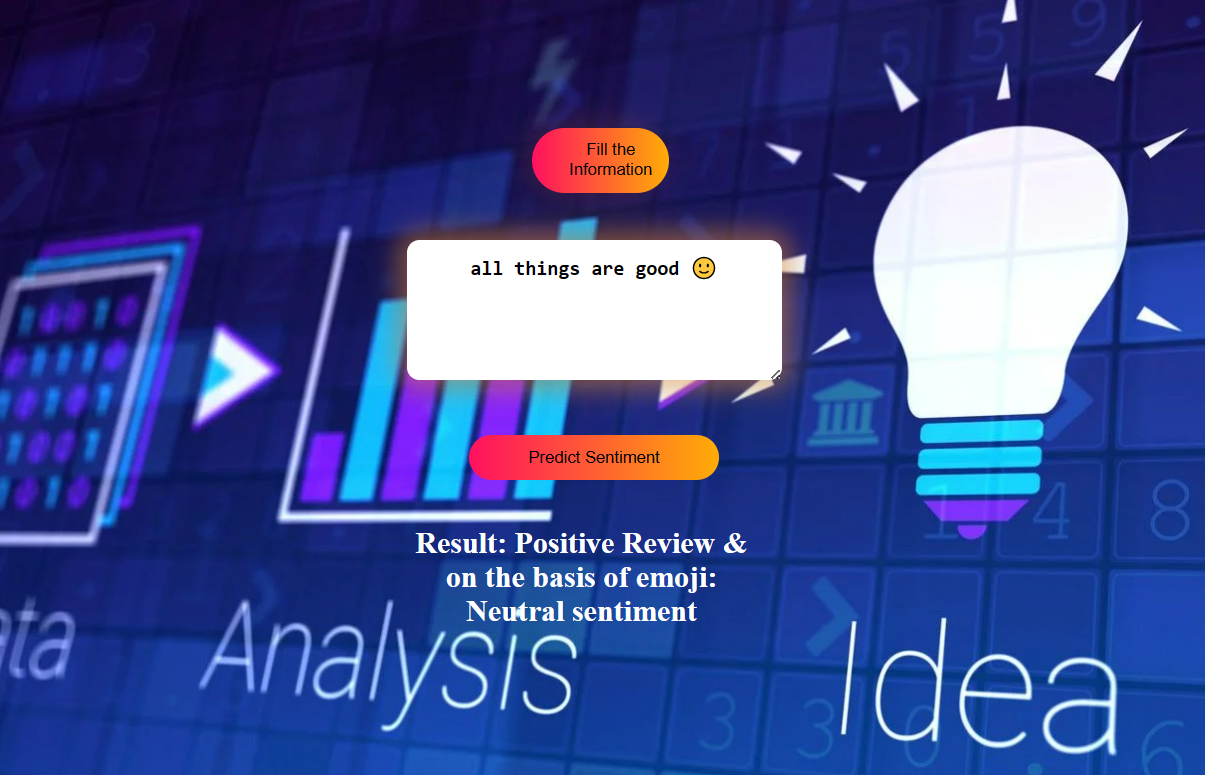 Fill the
Information
all things are good 🙂
Predict Sentiment
Result: Positive Review &
on the basis of emoji:
Neutral sentiment
ata
Analysis
Idea